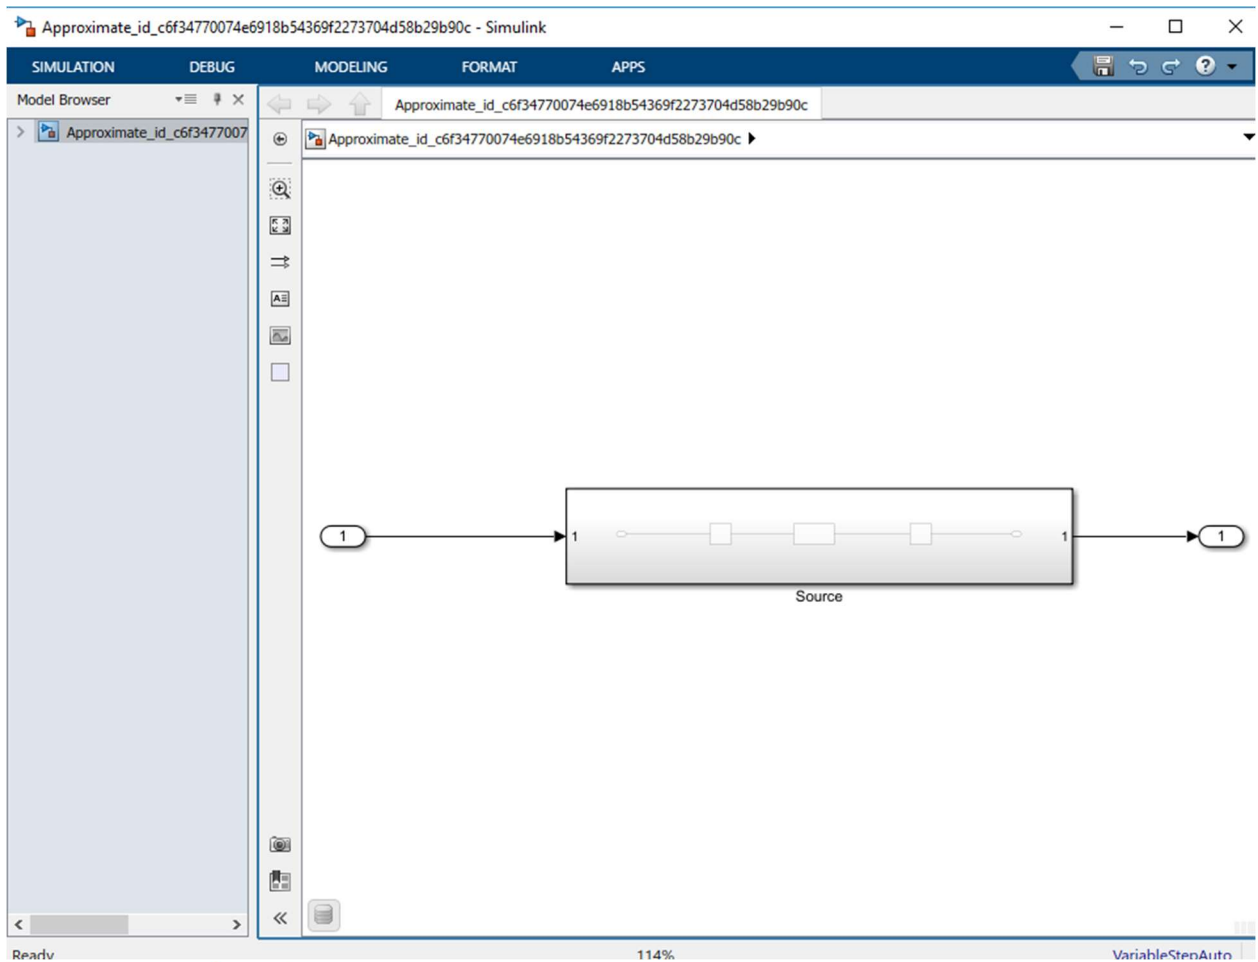 Approximate_id_c6f34770074e6918b54369f2273704d58b29b90c - Simulink
SIMULATION DEBUG MODELING FORMAT APPS
Model Browser
Approximate_id_c6f3477007
Approximate_id_c6f34770074e6918b54369f2273704d58b29b90c
Approximate_id_c6f34770074e6918b54369f2273704d58b29b90c
1 1 1 1
Source
Ready 114% VariableStepAuto